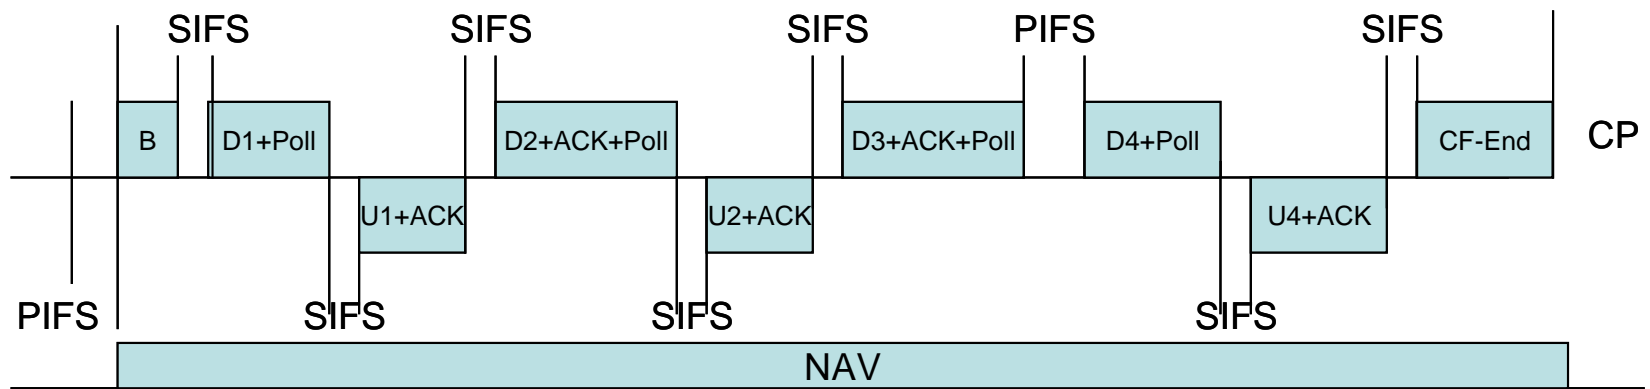 SIFS
SIFS
SIFS
PIFS
SIFS
B
D1+Poll
D2+ACK+Poll
D3+ACK+Poll
D4+Poll
CF-End
CP
U1+ACK
U2+ACK
U4+ACK
PIFS
SIFS
SIFS
SIFS
NAV